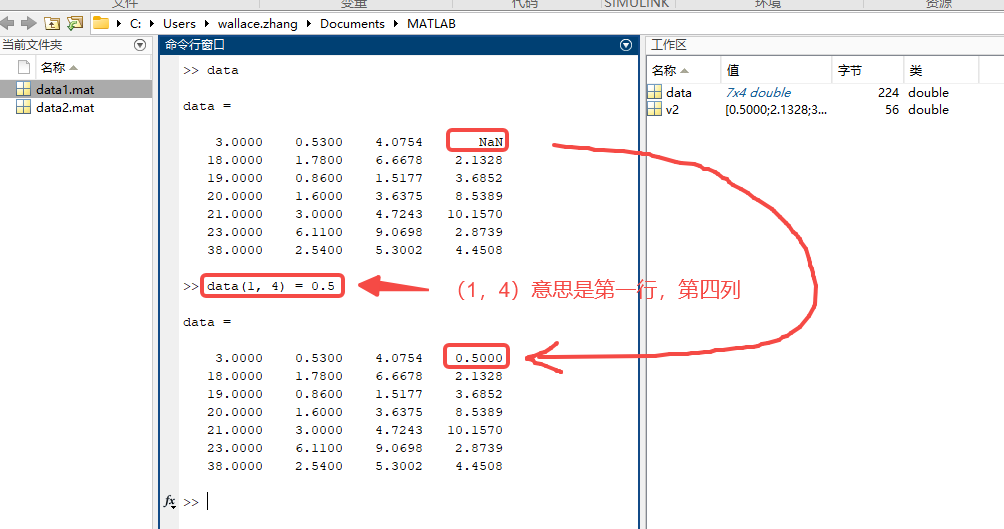 文件 变量 代码 SIMULINK 环境 资源
C: Users wallace.zhang Documents MATLAB
当前文件夹
名称
data1.mat
data2.mat
命令行窗口
>> data
data =
3.0000 0.5300 4.0754 NaN
18.0000 1.7800 6.6678 2.1328
19.0000 0.8600 1.5177 3.6852
20.0000 1.6000 3.6375 8.5389
21.0000 3.0000 4.7243 10.1570
23.0000 6.1100 9.0698 2.8739
38.0000 2.5400 5.3002 4.4508
>> data(1, 4) = 0.5
（1，4）意思是第一行，第四列
data =
3.0000 0.5300 4.0754 0.5000
18.0000 1.7800 6.6678 2.1328
19.0000 0.8600 1.5177 3.6852
20.0000 1.6000 3.6375 8.5389
21.0000 3.0000 4.7243 10.1570
23.0000 6.1100 9.0698 2.8739
38.0000 2.5400 5.3002 4.4508
fx >>
工作区
名称 值 字节 类
data 7x4 double 224 double
v2 [0.5000;2.1328;3... 56 double